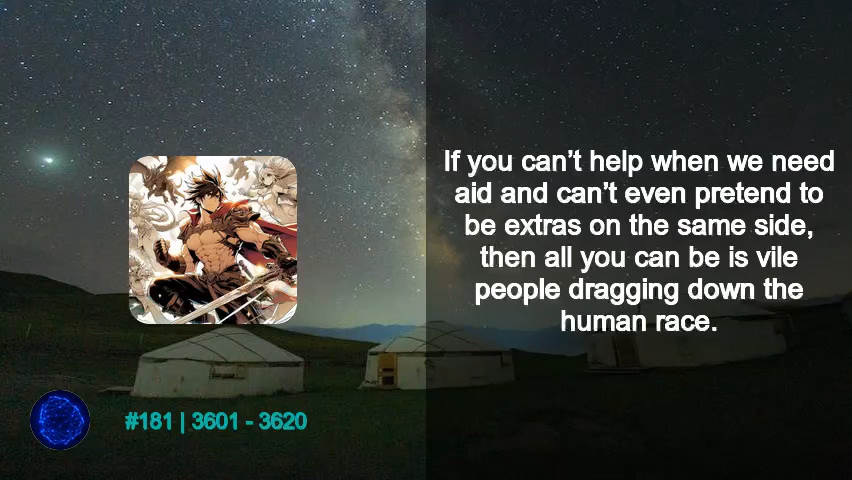 If you can’t help when we need
aid and can’t even pretend to
be extras on the same side,
then all you can be is vile
people dragging down the
human race.
#181 | 3601 - 3620